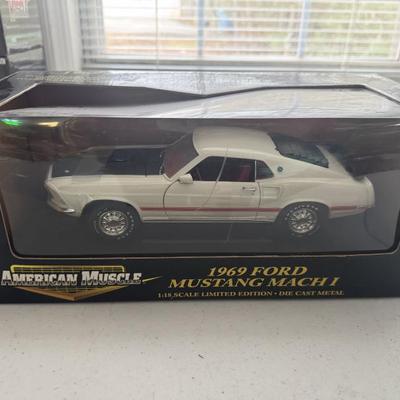 AMERICAN MUSCLE
1969 FORD
MUSTANG MACH I
1:18 SCALE LIMITED EDITION • DIE CAST METAL